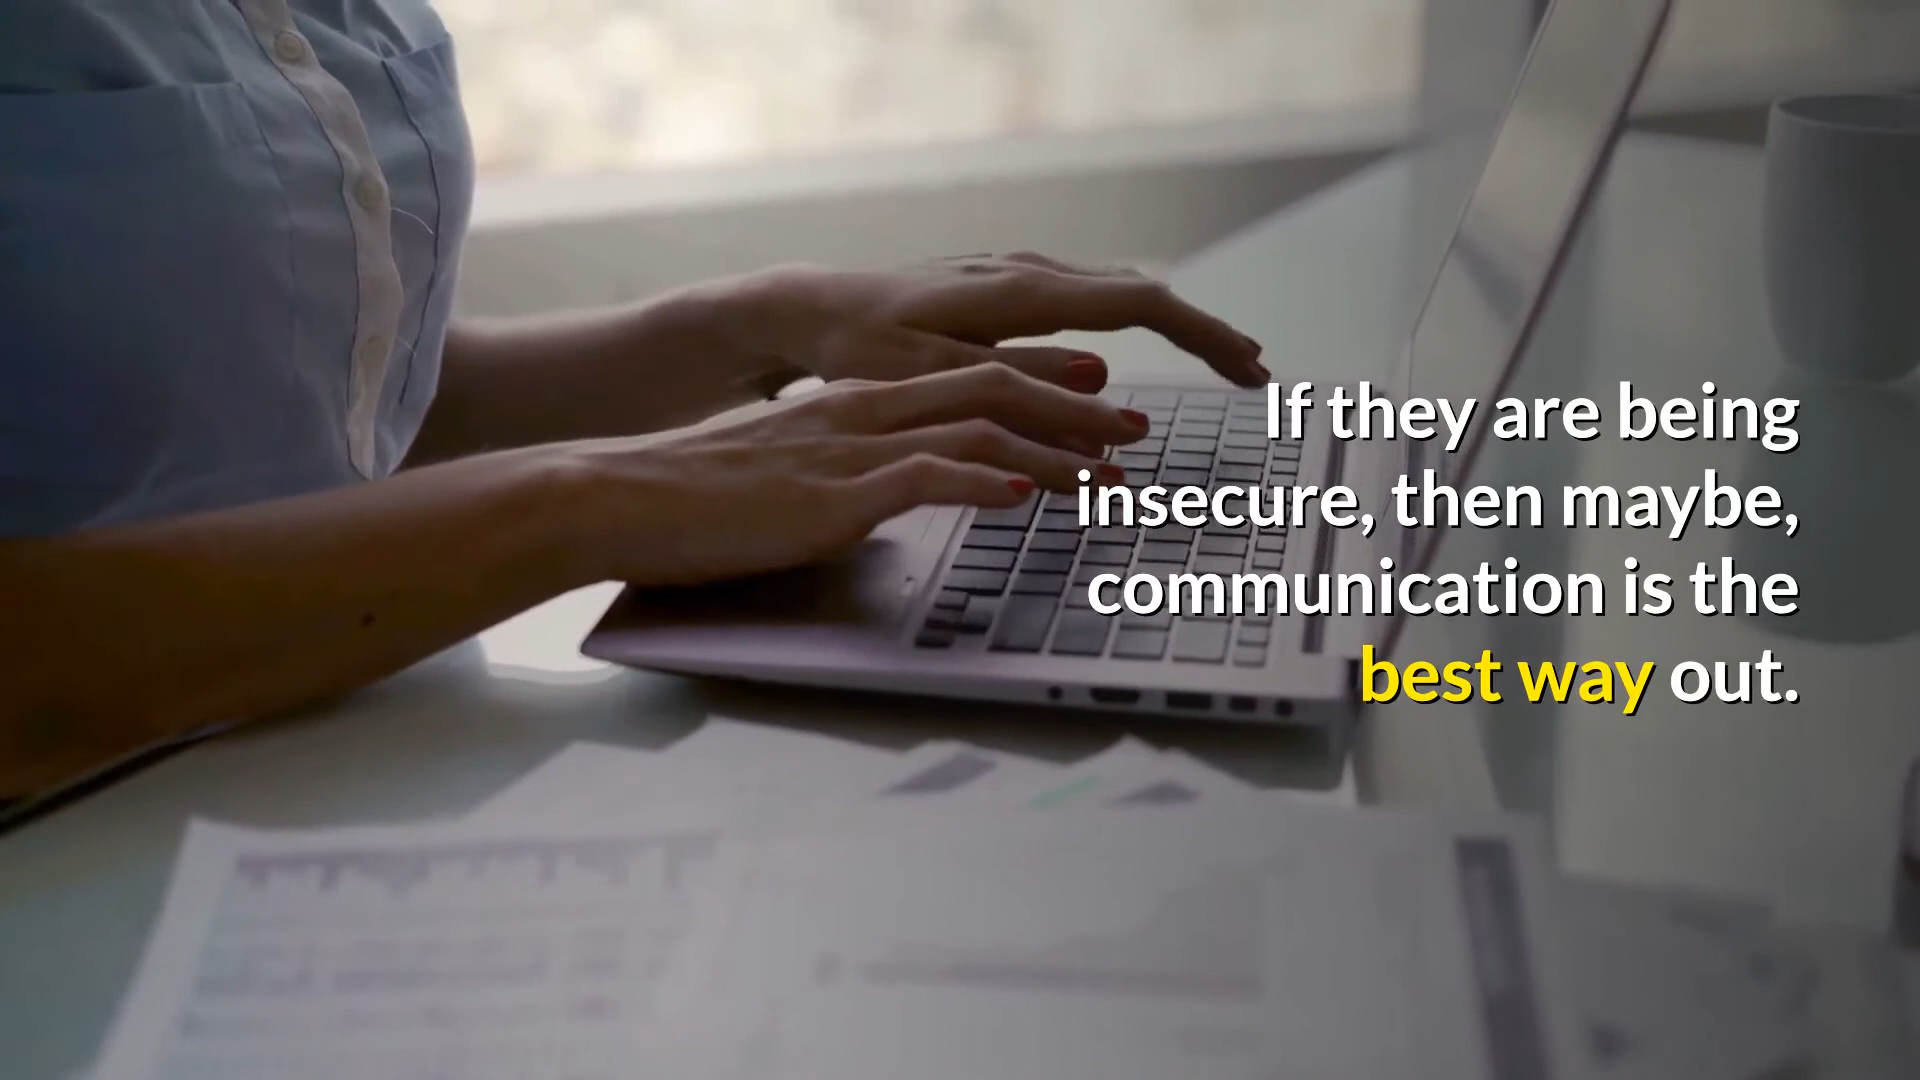 If they are being
insecure, then maybe,
communication is the
best way out.